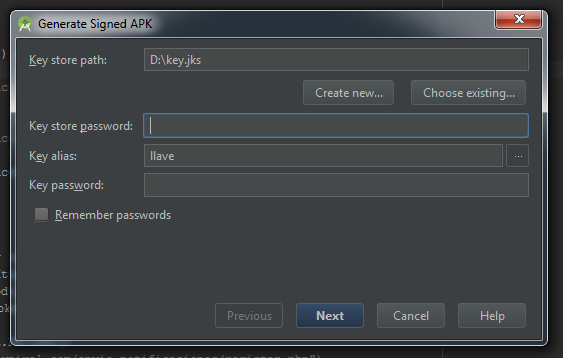 Generate Signed APK
Key store path: D:\key.jks
Create new... Choose existing...
Key store password:
Key alias: llave ...
Key password:
Remember passwords
Previous Next Cancel Help